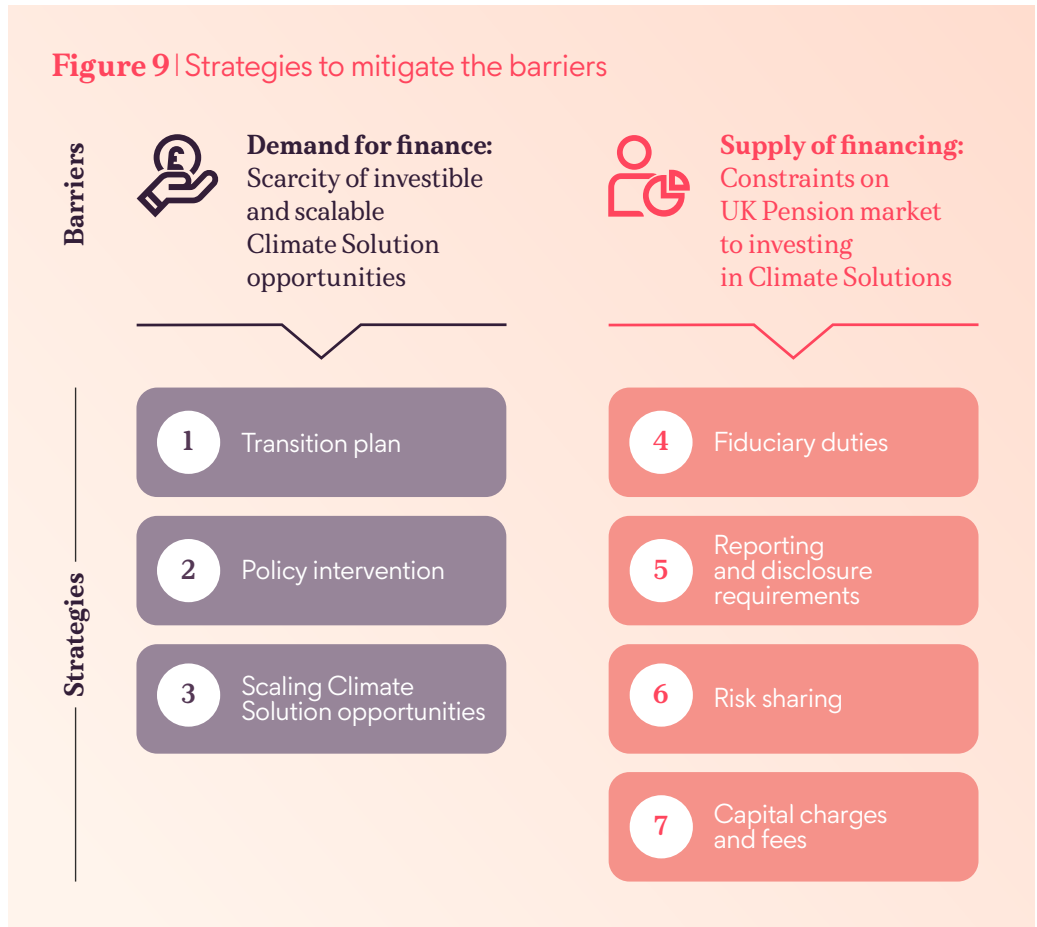 Figure 9 | Strategies to mitigate the barriers
Barriers
£
Demand for finance:
Scarcity of investible
and scalable
Climate Solution
opportunities
Supply of financing:
Constraints on
UK Pension market
to investing
in Climate Solutions
Strategies
1
Transition plan
2
Policy intervention
3
Scaling Climate
Solution opportunities
4
Fiduciary duties
5
Reporting
and disclosure
requirements
6
Risk sharing
7
Capital charges
and fees